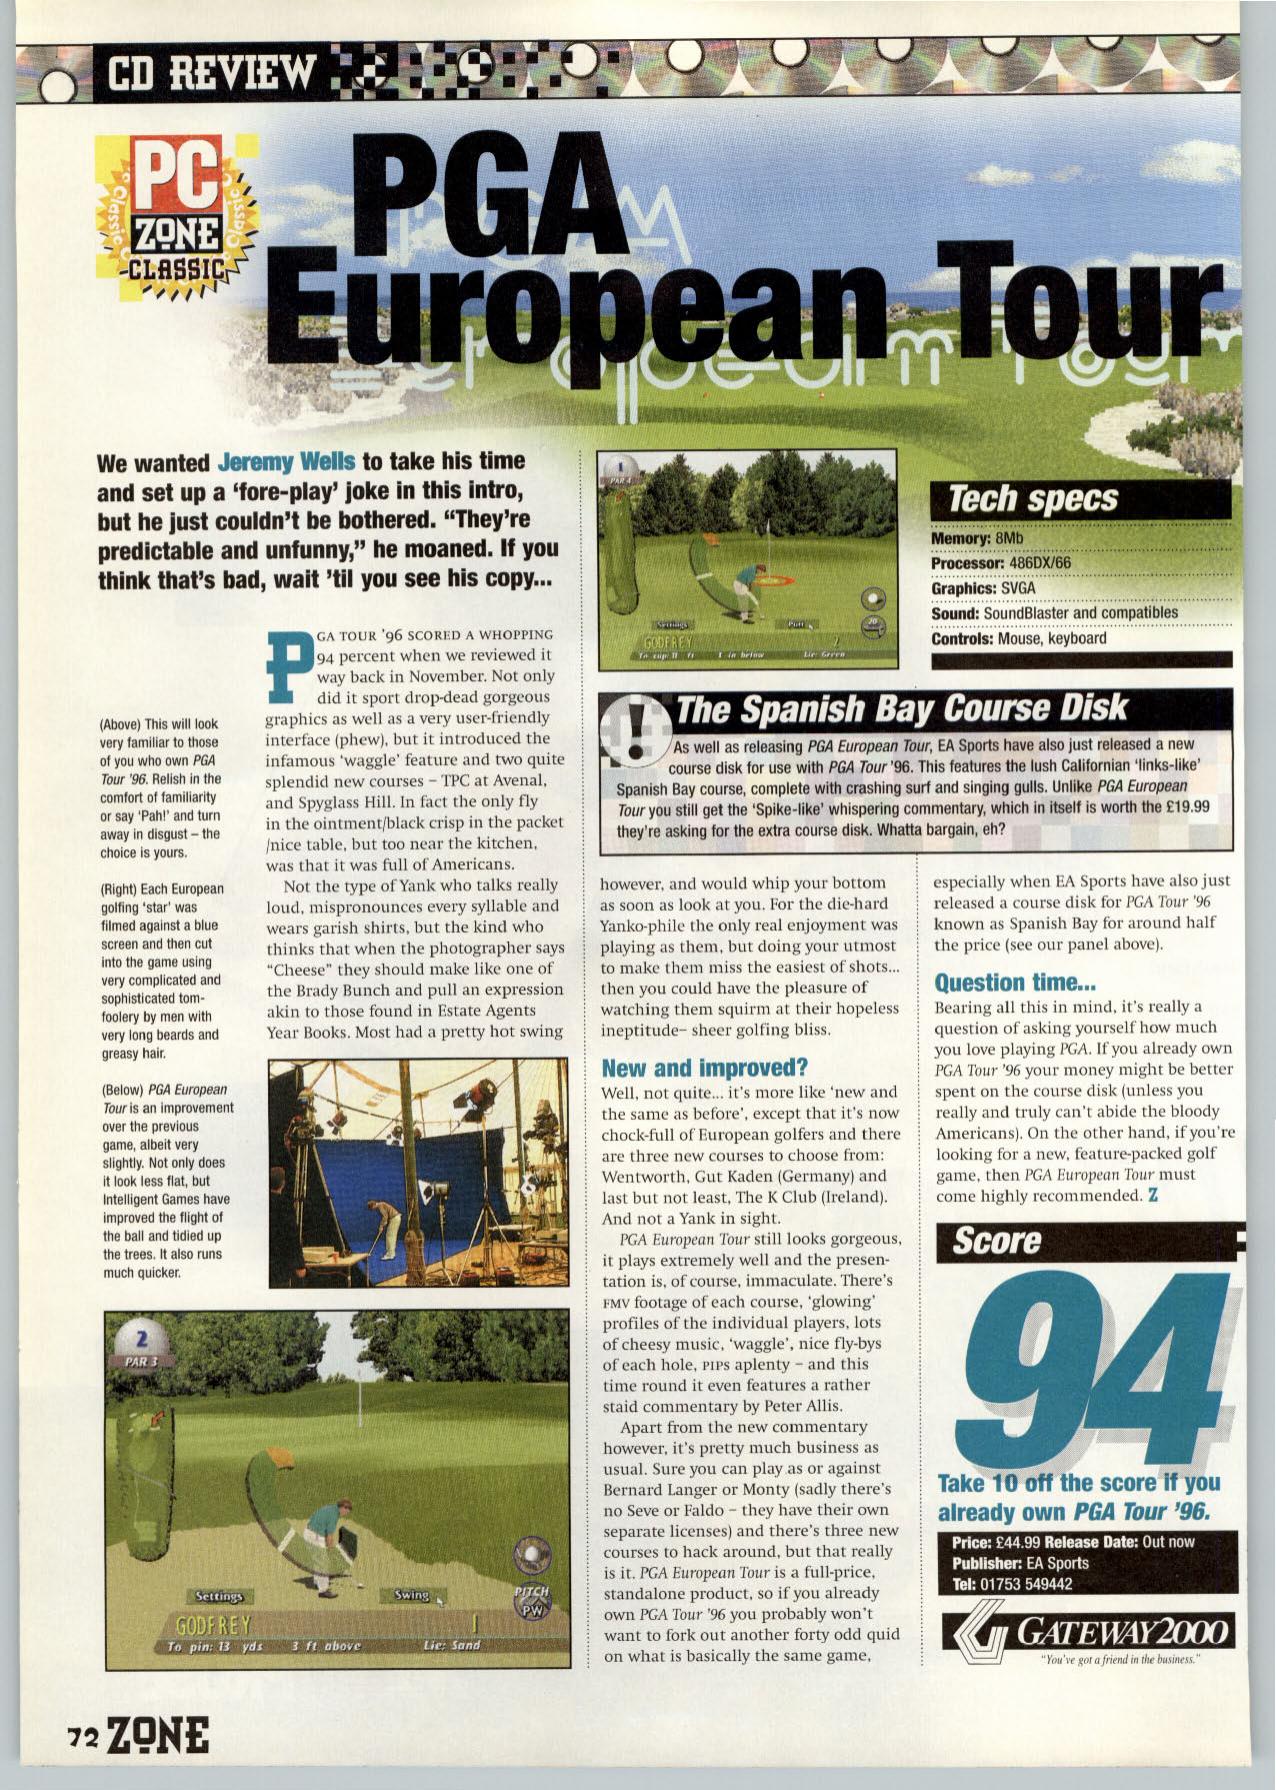 CD REVIEW
PC
ZONE
CLASSIC
Classic
Classic
PGA
European Tour
We wanted Jeremy Wells to take his time
and set up a ‘fore-play’ joke in this intro,
but he just couldn’t be bothered. “They’re
predictable and unfunny,” he moaned. If you
think that’s bad, wait ’til you see his copy...
PGA TOUR ’96 SCORED A WHOPPING
94 percent when we reviewed it
way back in November. Not only
did it sport drop-dead gorgeous
graphics as well as a very user-friendly
interface (phew), but it introduced the
infamous ‘waggle’ feature and two quite
splendid new courses – TPC at Avenal,
and Spyglass Hill. In fact the only fly
in the ointment/black crisp in the packet
/nice table, but too near the kitchen,
was that it was full of Americans.
Not the type of Yank who talks really
loud, mispronounces every syllable and
wears garish shirts, but the kind who
thinks that when the photographer says
“Cheese” they should make like one of
the Brady Bunch and pull an expression
akin to those found in Estate Agents
Year Books. Most had a pretty hot swing
(Above) This will look
very familiar to those
of you who own PGA
Tour ’96. Relish in the
comfort of familiarity
or say ‘Pah!’ and turn
away in disgust – the
choice is yours.
(Right) Each European
golfing ‘star’ was
filmed against a blue
screen and then cut
into the game using
very complicated and
sophisticated tom-
foolery by men with
very long beards and
greasy hair.
(Below) PGA European
Tour is an improvement
over the previous
game, albeit very
slightly. Not only does
it look less flat, but
Intelligent Games have
improved the flight of
the ball and tidied up
the trees. It also runs
much quicker.
2
PAR 3
Settings
Swing
PITCH
PW
GODFREY 1
To pin: 13 yds 3 ft above Lie: Sand
1
PAR 4
Settings
Putt
20
GODFREY 2
To cup: 11 ft 1 in below Lie: Green
Tech specs
Memory: 8Mb
Processor: 486DX/66
Graphics: SVGA
Sound: SoundBlaster and compatibles
Controls: Mouse, keyboard
! The Spanish Bay Course Disk
As well as releasing PGA European Tour, EA Sports have also just released a new
course disk for use with PGA Tour ’96. This features the lush Californian ‘links-like’
Spanish Bay course, complete with crashing surf and singing gulls. Unlike PGA European
Tour you still get the ‘Spike-like’ whispering commentary, which in itself is worth the £19.99
they’re asking for the extra course disk. Whatta bargain, eh?
however, and would whip your bottom
as soon as look at you. For the die-hard
Yanko-phile the only real enjoyment was
playing as them, but doing your utmost
to make them miss the easiest of shots...
then you could have the pleasure of
watching them squirm at their hopeless
ineptitude– sheer golfing bliss.
New and improved?
Well, not quite... it’s more like ‘new and
the same as before’, except that it’s now
chock-full of European golfers and there
are three new courses to choose from:
Wentworth, Gut Kaden (Germany) and
last but not least, The K Club (Ireland).
And not a Yank in sight.
PGA European Tour still looks gorgeous,
it plays extremely well and the presen-
tation is, of course, immaculate. There’s
FMV footage of each course, ‘glowing’
profiles of the individual players, lots
of cheesy music, ‘waggle’, nice fly-bys
of each hole, PIPs aplenty – and this
time round it even features a rather
staid commentary by Peter Allis.
Apart from the new commentary
however, it’s pretty much business as
usual. Sure you can play as or against
Bernard Langer or Monty (sadly there’s
no Seve or Faldo – they have their own
separate licenses) and there’s three new
courses to hack around, but that really
is it. PGA European Tour is a full-price,
standalone product, so if you already
own PGA Tour ’96 you probably won’t
want to fork out another forty odd quid
on what is basically the same game,
especially when EA Sports have also just
released a course disk for PGA Tour ’96
known as Spanish Bay for around half
the price (see our panel above).
Question time...
Bearing all this in mind, it’s really a
question of asking yourself how much
you love playing PGA. If you already own
PGA Tour ’96 your money might be better
spent on the course disk (unless you
really and truly can’t abide the bloody
Americans). On the other hand, if you’re
looking for a new, feature-packed golf
game, then PGA European Tour must
come highly recommended. Z
Score
94
Take 10 off the score if you
already own PGA Tour ’96.
Price: £44.99 Release Date: Out now
Publisher: EA Sports
Tel: 01753 549442
GATEWAY2000
“You’ve got a friend in the business.”
72 ZONE